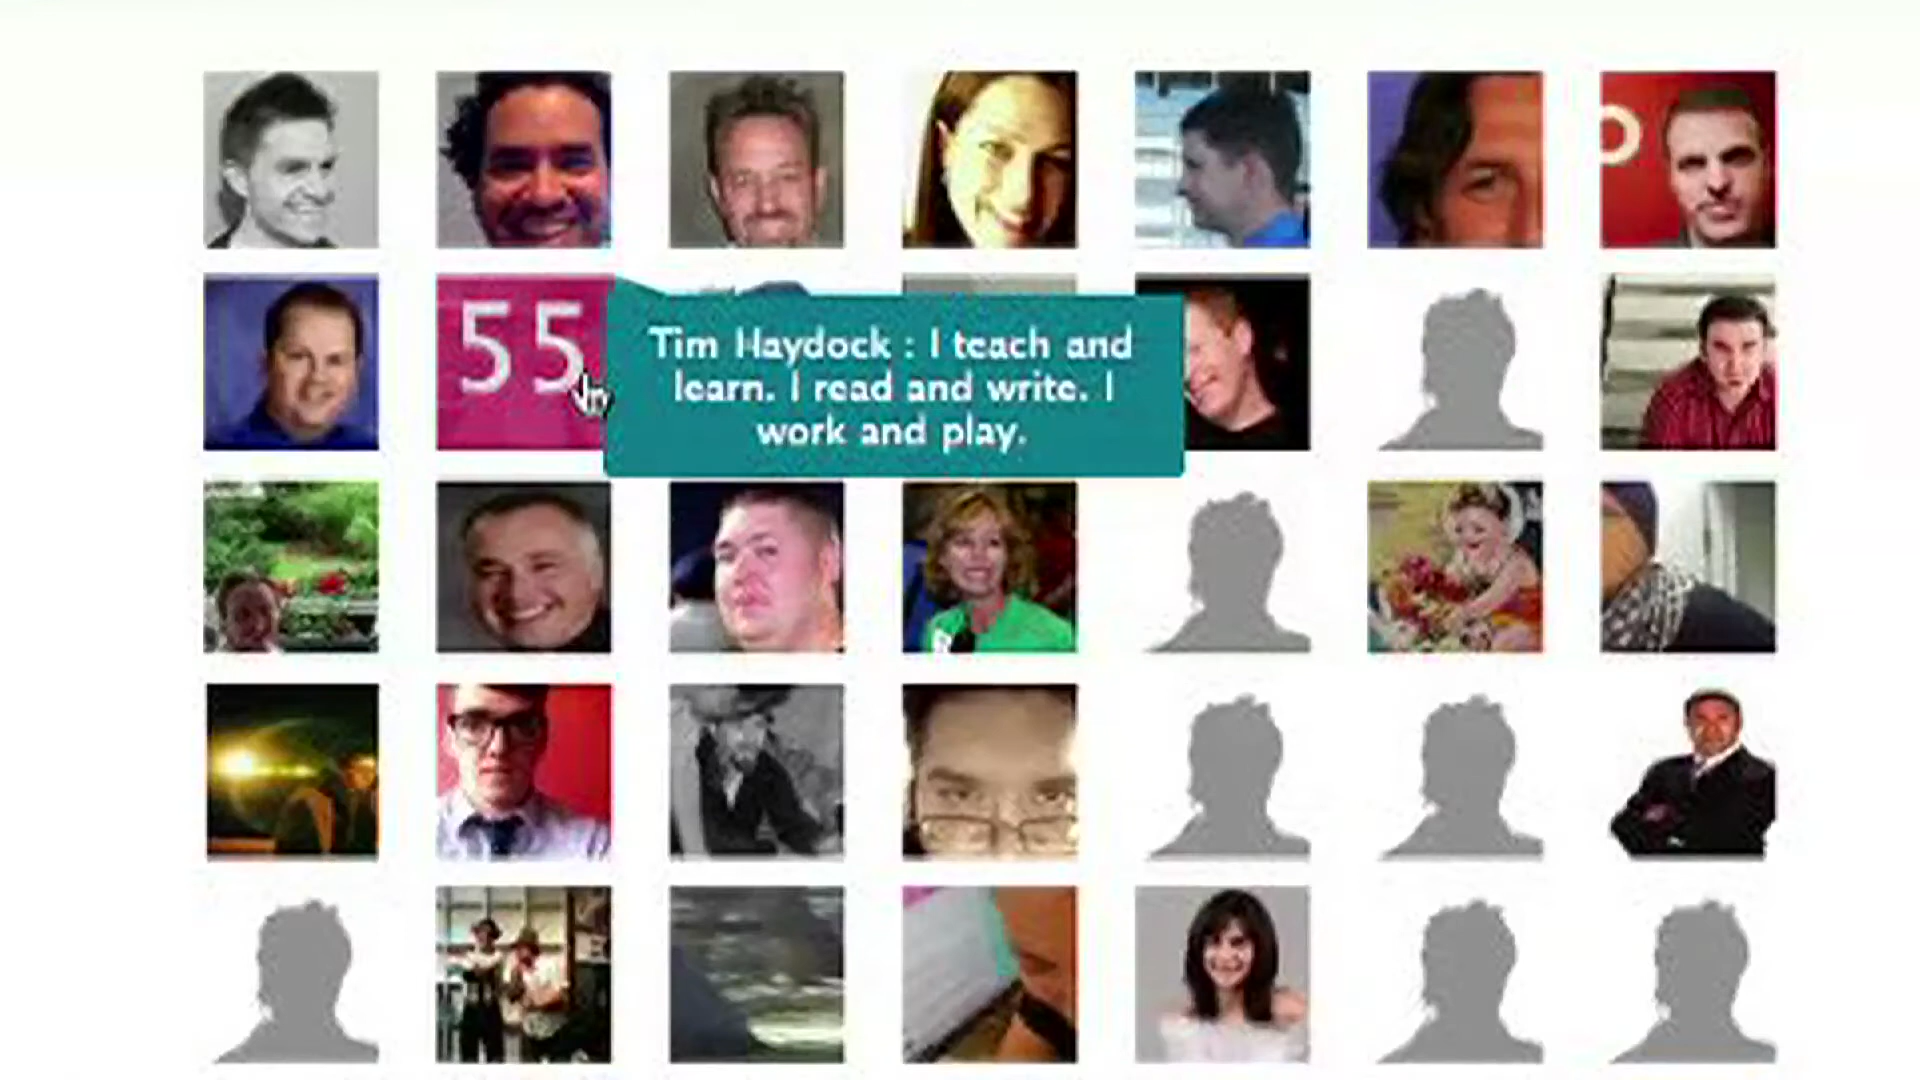 55
Tim Haydock : I teach and
learn. I read and write. I
work and play.